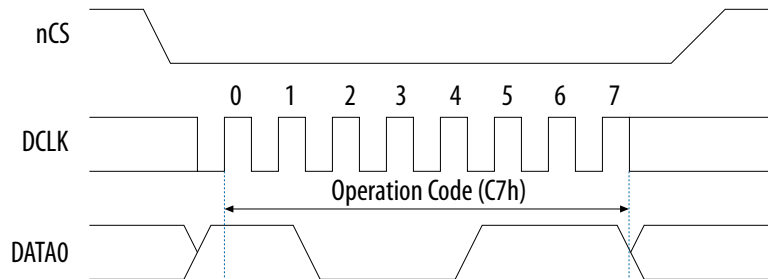 nCS
0 1 2 3 4 5 6 7
DCLK
Operation Code (C7h)
DATA0